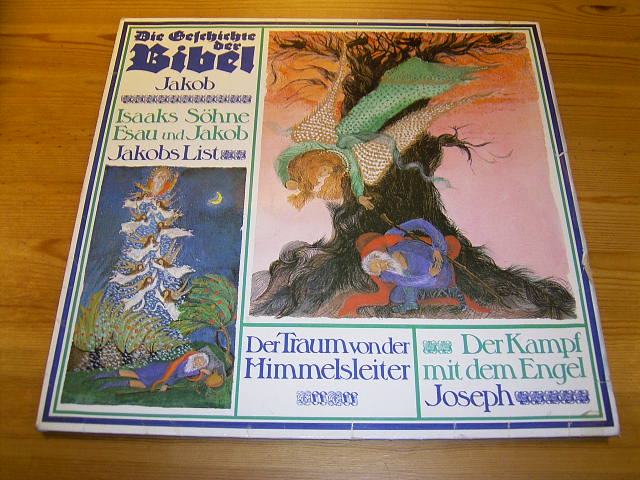 Die Geschichte
der
Bibel
Jakob
Isaaks Söhne
Esau und Jakob
Jakobs List
Der Traum von der
Himmelsleiter
Der Kampf
mit dem Engel
Joseph